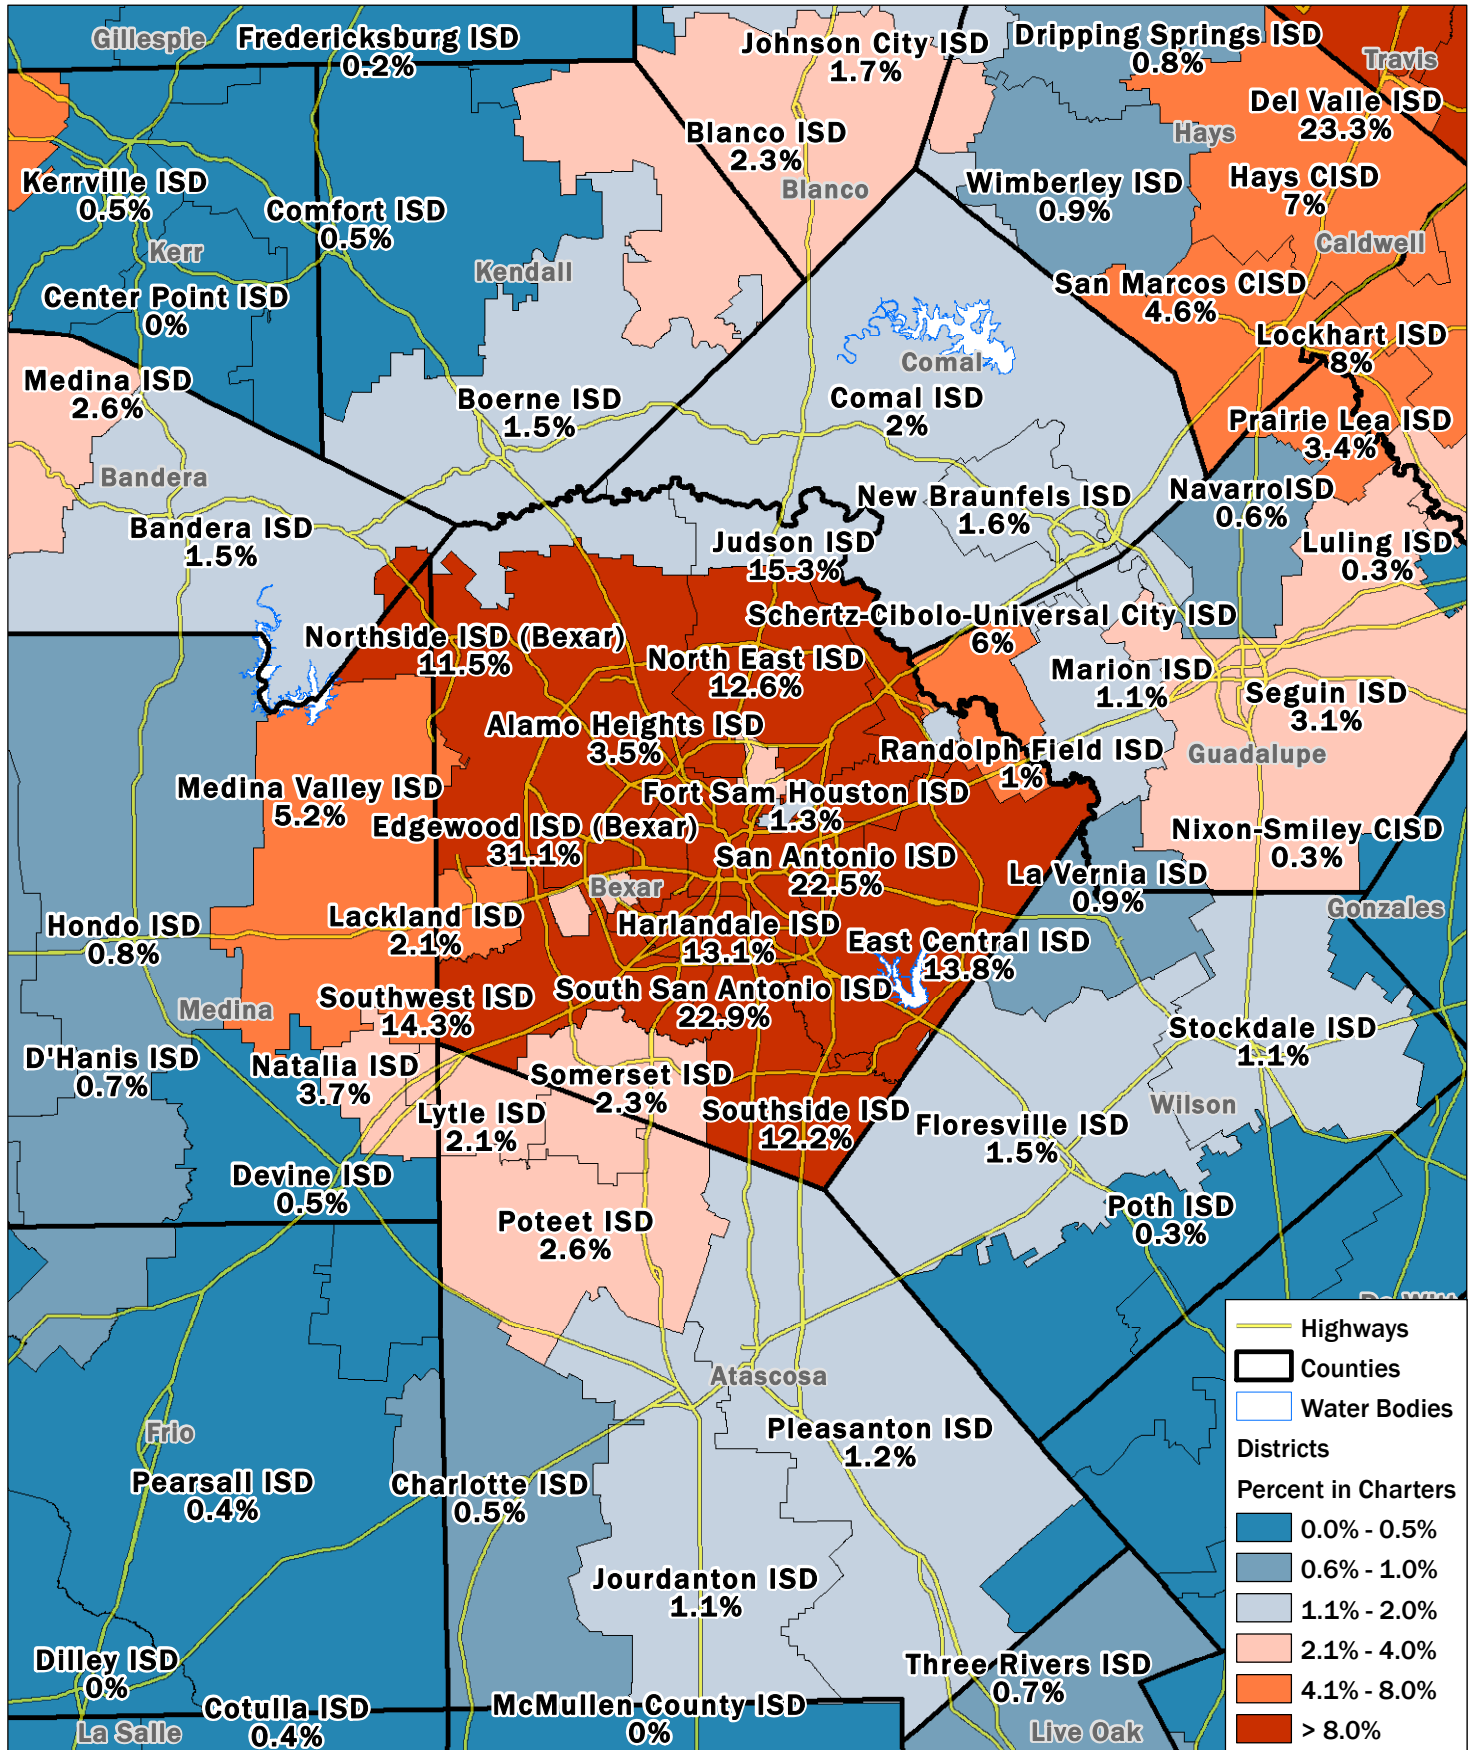 Gillespie
Fredericksburg ISD
0.2%
Johnson City ISD
1.7%
Dripping Springs ISD
0.8%
Travis
Del Valle ISD
23.3%
Blanco ISD
2.3%
Hays
Blanco
Kerrville ISD
0.5%
Comfort ISD
0.5%
Wimberley ISD
0.9%
Hays CISD
7%
Kerr
Kendall
Caldwell
Center Point ISD
0%
San Marcos CISD
4.6%
Lockhart ISD
8%
Comal
Medina ISD
2.6%
Boerne ISD
1.5%
Comal ISD
2%
Prairie Lea ISD
3.4%
Bandera
New Braunfels ISD
1.6%
NavarroISD
0.6%
Bandera ISD
1.5%
Judson ISD
15.3%
Luling ISD
0.3%
Schertz-Cibolo-Universal City ISD
6%
Northside ISD (Bexar)
11.5%
North East ISD
12.6%
Marion ISD
1.1%
Seguin ISD
3.1%
Alamo Heights ISD
3.5%
Randolph Field ISD
1%
Guadalupe
Medina Valley ISD
5.2%
Fort Sam Houston ISD
1.3%
Edgewood ISD (Bexar)
31.1%
Nixon-Smiley CISD
0.3%
San Antonio ISD
22.5%
La Vernia ISD
0.9%
Bexar
Gonzales
Hondo ISD
0.8%
Lackland ISD
2.1%
Harlandale ISD
13.1%
East Central ISD
13.8%
Medina
Southwest ISD
14.3%
South San Antonio ISD
22.9%
Stockdale ISD
1.1%
D'Hanis ISD
0.7%
Natalia ISD
3.7%
Somerset ISD
2.3%
Lytle ISD
2.1%
Southside ISD
12.2%
Wilson
Floresville ISD
1.5%
Devine ISD
0.5%
Poth ISD
0.3%
Poteet ISD
2.6%
Atascosa
Frio
Pleasanton ISD
1.2%
Pearsall ISD
0.4%
Charlotte ISD
0.5%
Jourdanton ISD
1.1%
Dilley ISD
0%
Three Rivers ISD
0.7%
Cotulla ISD
0.4%
McMullen County ISD
0%
La Salle
Live Oak
Highways
Counties
Water Bodies
Districts
Percent in Charters
0.0% - 0.5%
0.6% - 1.0%
1.1% - 2.0%
2.1% - 4.0%
4.1% - 8.0%
> 8.0%